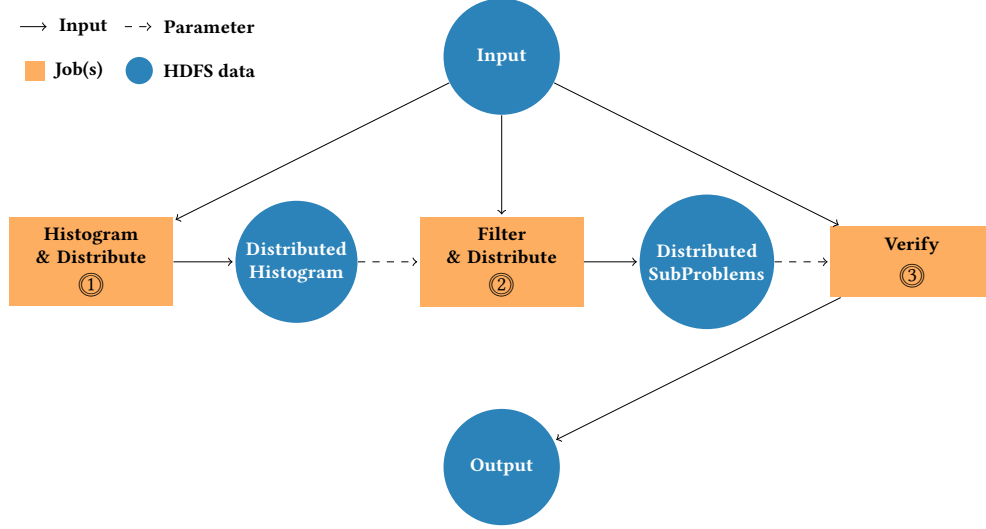 Input
Parameter
Job(s)
HDFS data
Input
Histogram
& Distribute
①
Distributed
Histogram
Filter
& Distribute
②
Distributed
SubProblems
Verify
③
Output